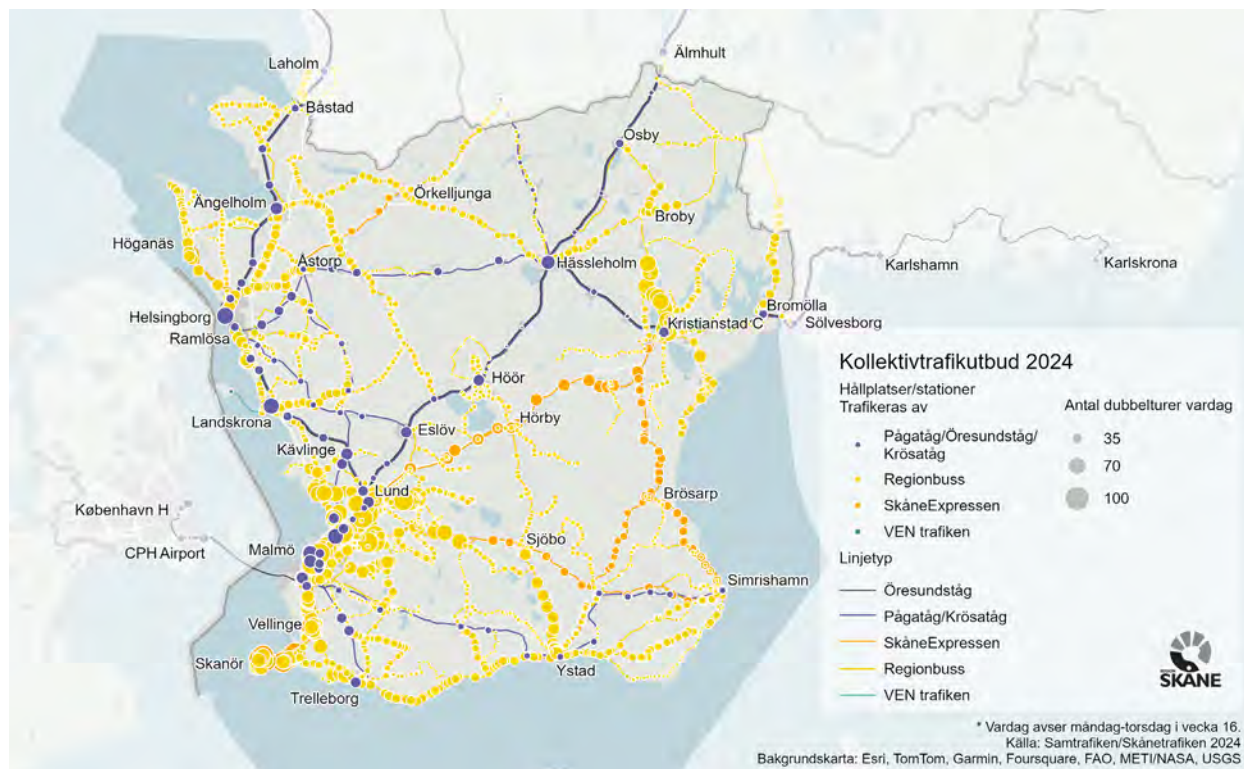 Älmhult
Laholm
Båstad
Osby
Örkelljunga
Ängelholm
Broby
Höganäs
Åstorp
Hässleholm
Karlshamn
Karlskrona
Bromölla
Helsingborg
Kristianstad C
Sölvesborg
Ramlösa
Höör
Landskrona
Hörby
Eslöv
Kävlinge
Lund
Brösarp
København H
Sjöbo
CPH Airport
Malmö
Simrishamn
Vellinge
Skanör
Ystad
Trelleborg
Kollektivtrafikutbud 2024
Hållplatser/stationer
Trafikeras av
Pågatåg/Öresundståg/
Krösatåg
Regionbuss
SkåneExpressen
VEN trafiken
Linjetyp
Öresundståg
Pågatåg/Krösatåg
SkåneExpressen
Regionbuss
VEN trafiken
Antal dubbelturer vardag
35
70
100
SKÅNE
* Vardag avser måndag-torsdag i vecka 16.
Källa: Samtrafiken/Skånetrafiken 2024
Bakgrundskarta: Esri, TomTom, Garmin, Foursquare, FAO, METI/NASA, USGS